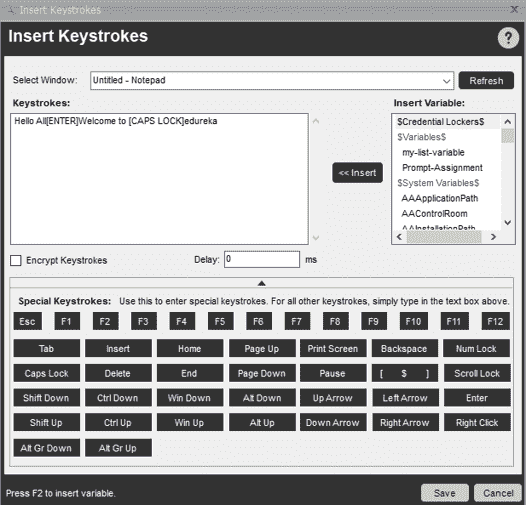 Insert Keystrokes
Insert Keystrokes
?
Select Window: Untitled - Notepad Refresh
Keystrokes: Insert Variable:
Hello All[ENTER]Welcome to [CAPS LOCK]edureka
$Credential Lockers$
$Variables$
my-list-variable
Prompt-Assignment
$System Variables$
AAApplicationPath
AAControlRoom
AAInstallationPath
<< Insert
Encrypt Keystrokes Delay: 0 ms
Special Keystrokes: Use this to enter special keystrokes. For all other keystrokes, simply type in the text box above.
Esc F1 F2 F3 F4 F5 F6 F7 F8 F9 F10 F11 F12
Tab Insert Home Page Up Print Screen Backspace Num Lock
Caps Lock Delete End Page Down Pause [ $ ] Scroll Lock
Shift Down Ctrl Down Win Down Alt Down Up Arrow Left Arrow Enter
Shift Up Ctrl Up Win Up Alt Up Down Arrow Right Arrow Right Click
Alt Gr Down Alt Gr Up
Press F2 to insert variable. Save Cancel